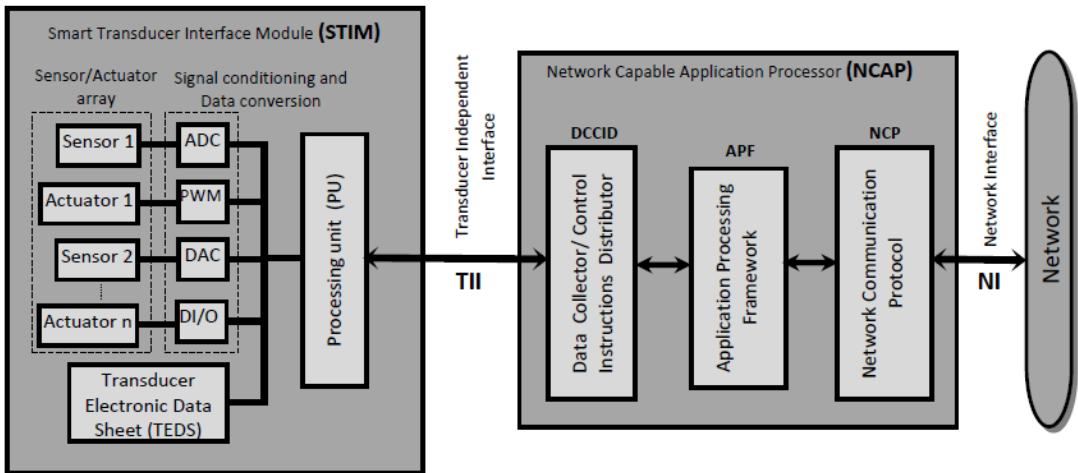 Smart Transducer Interface Module (STIM)
Sensor/Actuator
array
Signal conditioning and
Data conversion
Sensor 1
ADC
Actuator 1
PWM
Sensor 2
DAC
Actuator n
DI/O
Transducer
Electronic Data
Sheet (TEDS)
Processing unit (PU)
Transducer Independent
Interface
TII
Network Capable Application Processor (NCAP)
DCCID
Data Collector/ Control
Instructions Distributor
APF
Application Processing
Framework
NCP
Network Communication
Protocol
Network Interface
NI
Network